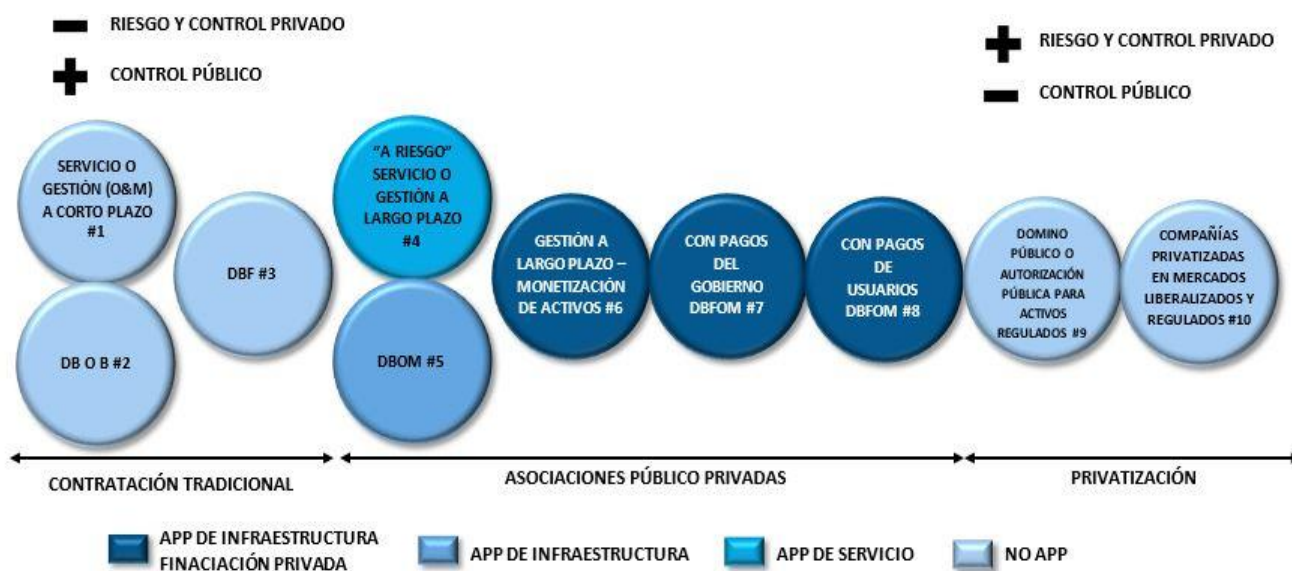 RIESGO Y CONTROL PRIVADO
CONTROL PÚBLICO
RIESGO Y CONTROL PRIVADO
CONTROL PÚBLICO
SERVICIO O
GESTIÓN (O&M)
A CORTO PLAZO
#1
DB O B #2
DBF #3
"A RIESGO"
SERVICIO O
GESTIÓN A
LARGO PLAZO
#4
DBOM #5
GESTIÓN A
LARGO PLAZO –
MONETIZACIÓN
DE ACTIVOS #6
CON PAGOS
DEL
GOBIERNO
DBFOM #7
CON PAGOS
DE
USUARIOS
DBFOM #8
DOMINO
PÚBLICO O
AUTORIZACIÓN
PÚBLICA PARA
ACTIVOS
REGULADOS #9
COMPAÑÍAS
PRIVATIZADAS
EN MERCADOS
LIBERALIZADOS Y
REGULADOS #10
CONTRATACIÓN TRADICIONAL
ASOCIACIONES PÚBLICO PRIVADAS
PRIVATIZACIÓN
APP DE INFRAESTRUCTURA
FINACIACIÓN PRIVADA
APP DE INFRAESTRUCTURA
APP DE SERVICIO
NO APP